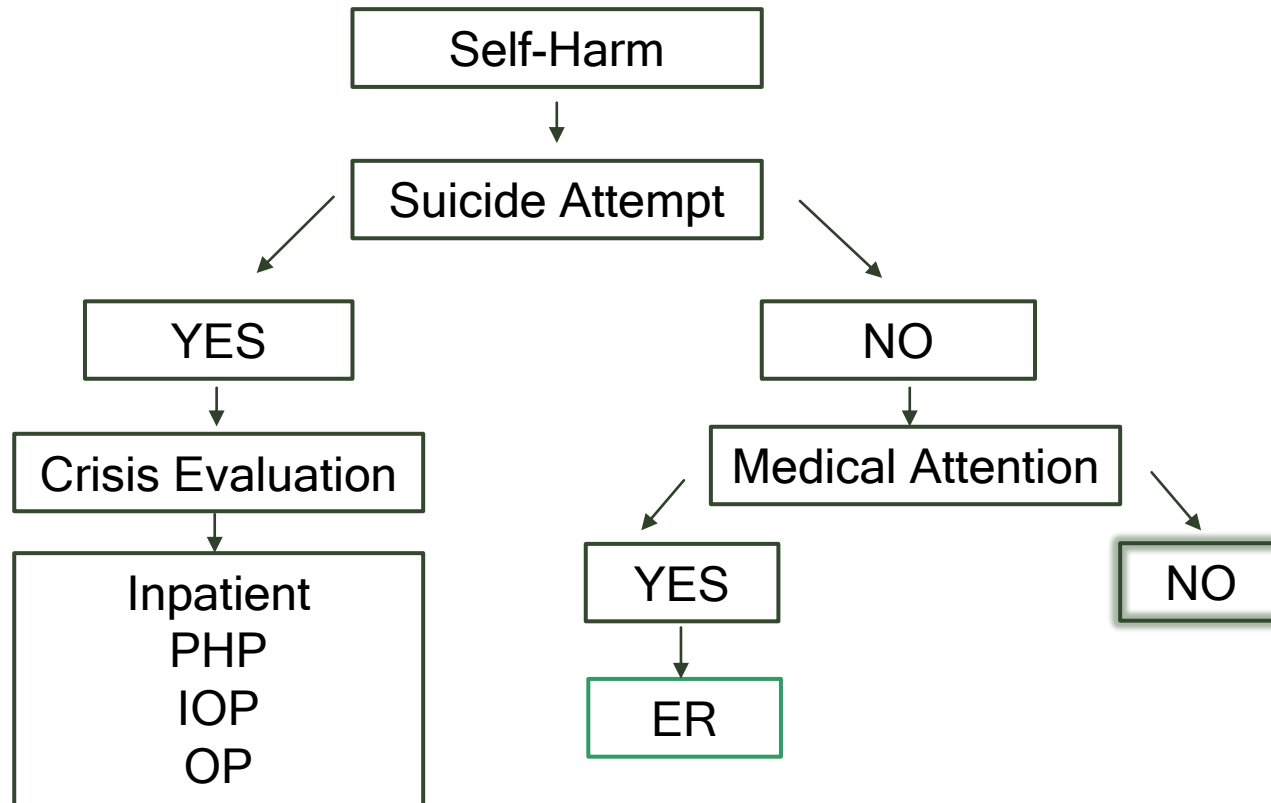 Self-Harm
Suicide Attempt
YES
NO
Crisis Evaluation
Medical Attention
Inpatient
PHP
IOP
OP
YES
NO
ER